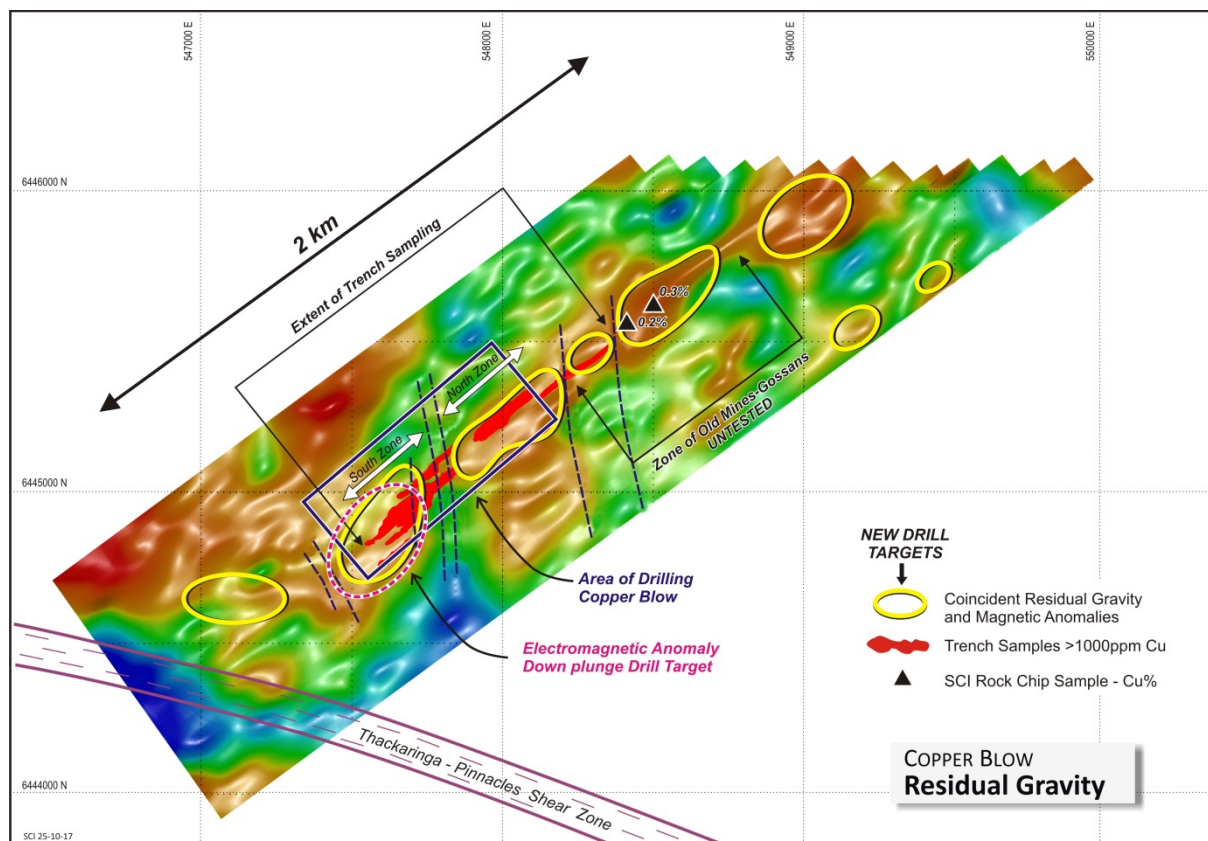 547000 E
548000 E
549000 E
550000 E
6446000 N
2 km
Extent of Trench Sampling
0.3%
0.2%
North Zone
South Zone
Zone of Old Mines-Gossans
UNTESTED
6445000 N
Area of Drilling
Copper Blow
Electromagnetic Anomaly
Down plunge Drill Target
NEW DRILL
TARGETS
Coincident Residual Gravity
and Magnetic Anomalies
Trench Samples >1000ppm Cu
SCI Rock Chip Sample - Cu%
Thackaringa - Pinnacles Shear Zone
COPPER BLOW
Residual Gravity
6444000 N
SCI 25-10-17